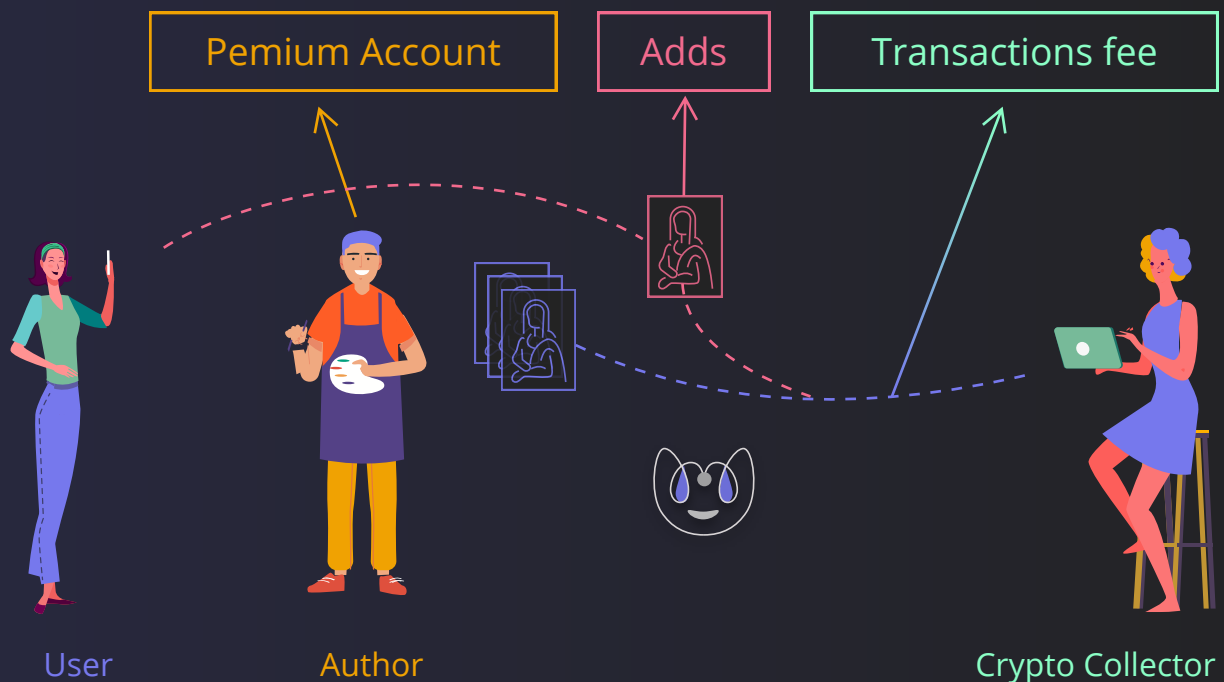 Pemium Account
Adds
Transactions fee
User
Author
Crypto Collector